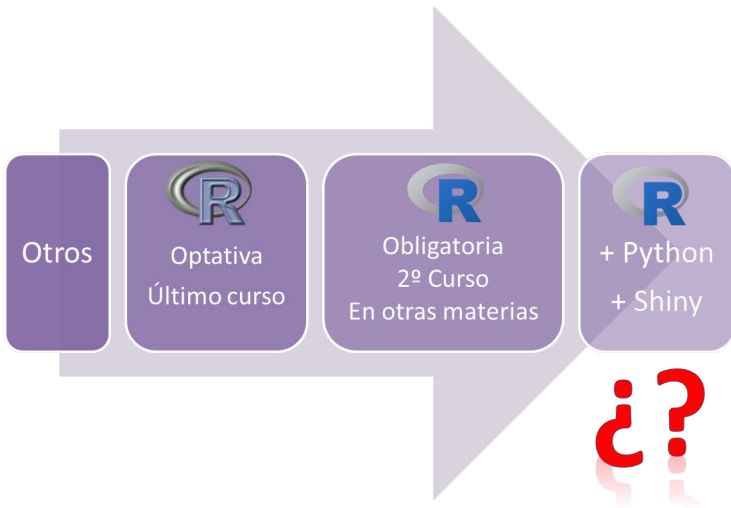 Otros
R
Optativa
Último curso
R
Obligatoria
2º Curso
En otras materias
R
+ Python
+ Shiny
¿?